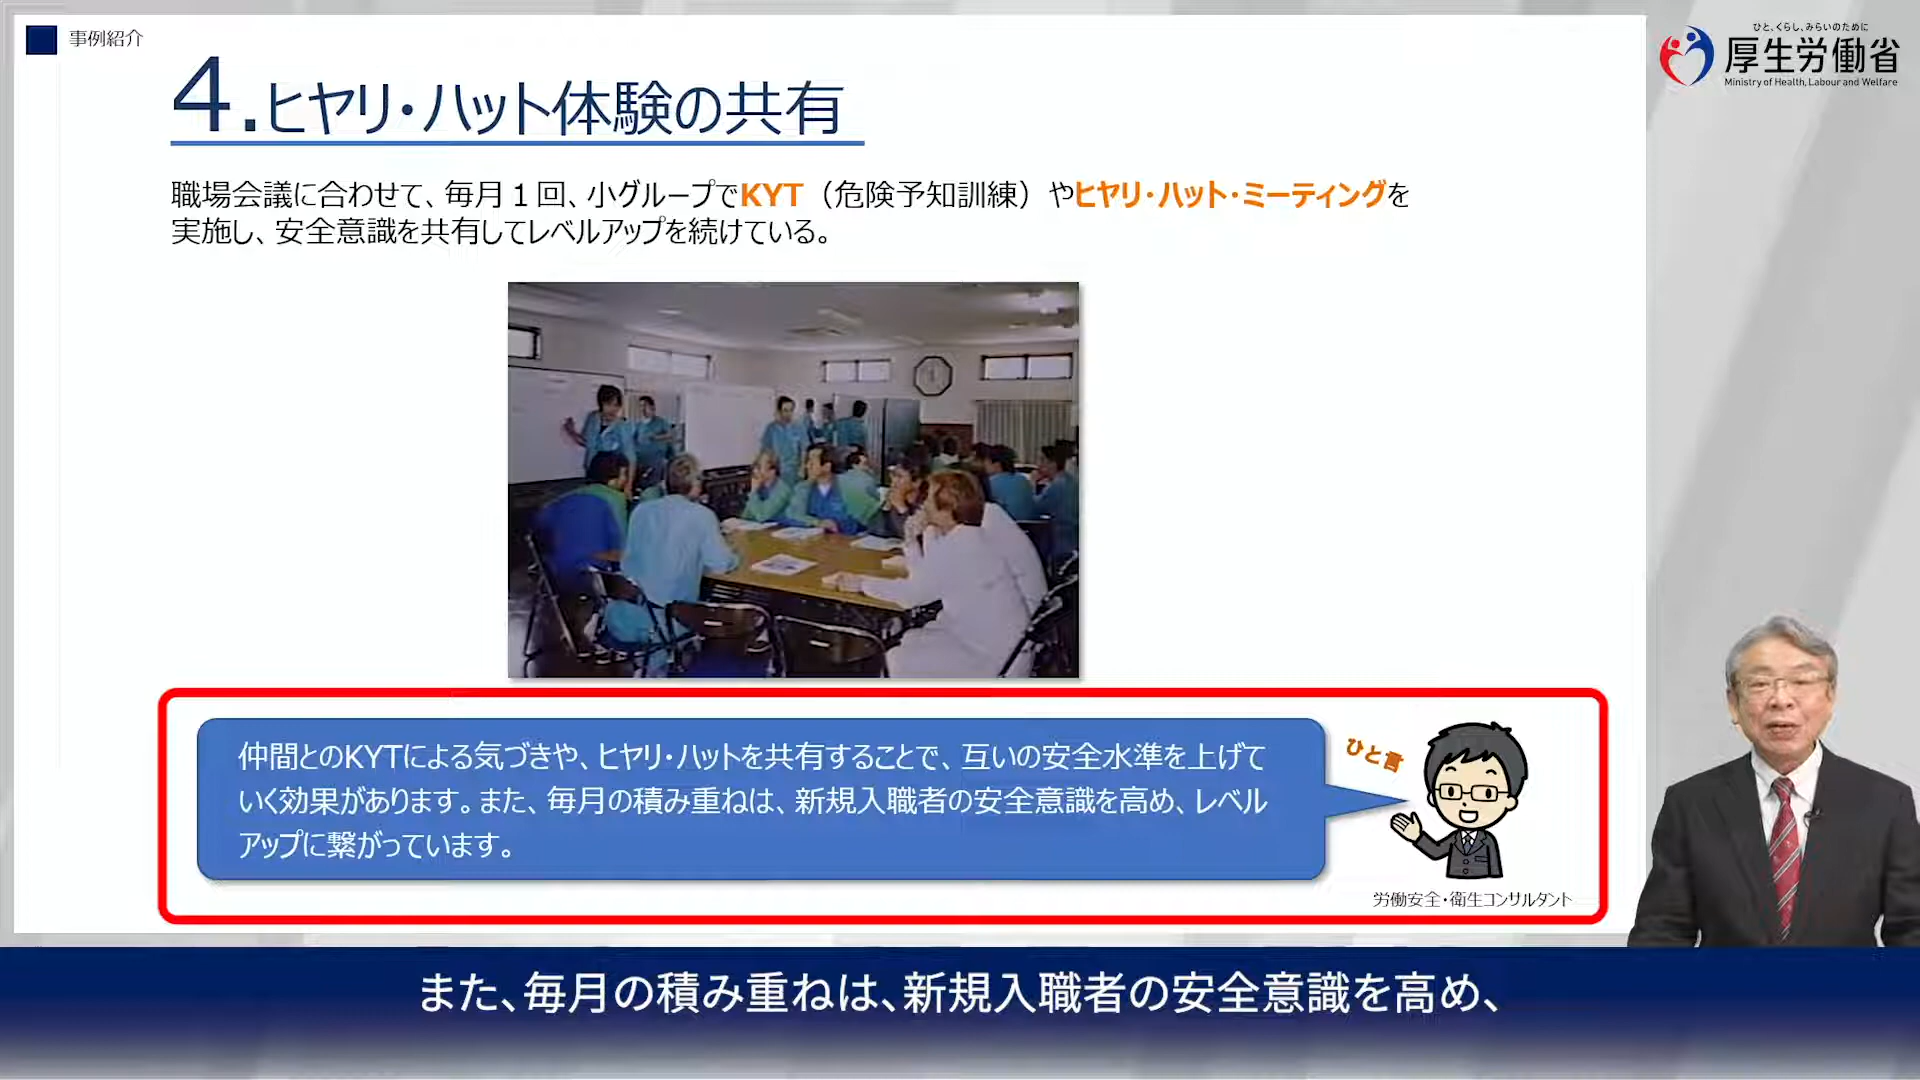 事例紹介
ひと、くらし、みらいのために
厚生労働省
Ministry of Health, Labour and Welfare
4.ヒヤリ・ハット体験の共有
職場会議に合わせて、毎月１回、小グループでKYT（危険予知訓練）やヒヤリ・ハット・ミーティングを
実施し、安全意識を共有してレベルアップを続けている。
仲間とのKYTによる気づきや、ヒヤリ・ハットを共有することで、互いの安全水準を上げて
いく効果があります。また、毎月の積み重ねは、新規入職者の安全意識を高め、レベル
アップに繋がっています。
ひと言
労働安全・衛生コンサルタント
また、毎月の積み重ねは、新規入職者の安全意識を高め、